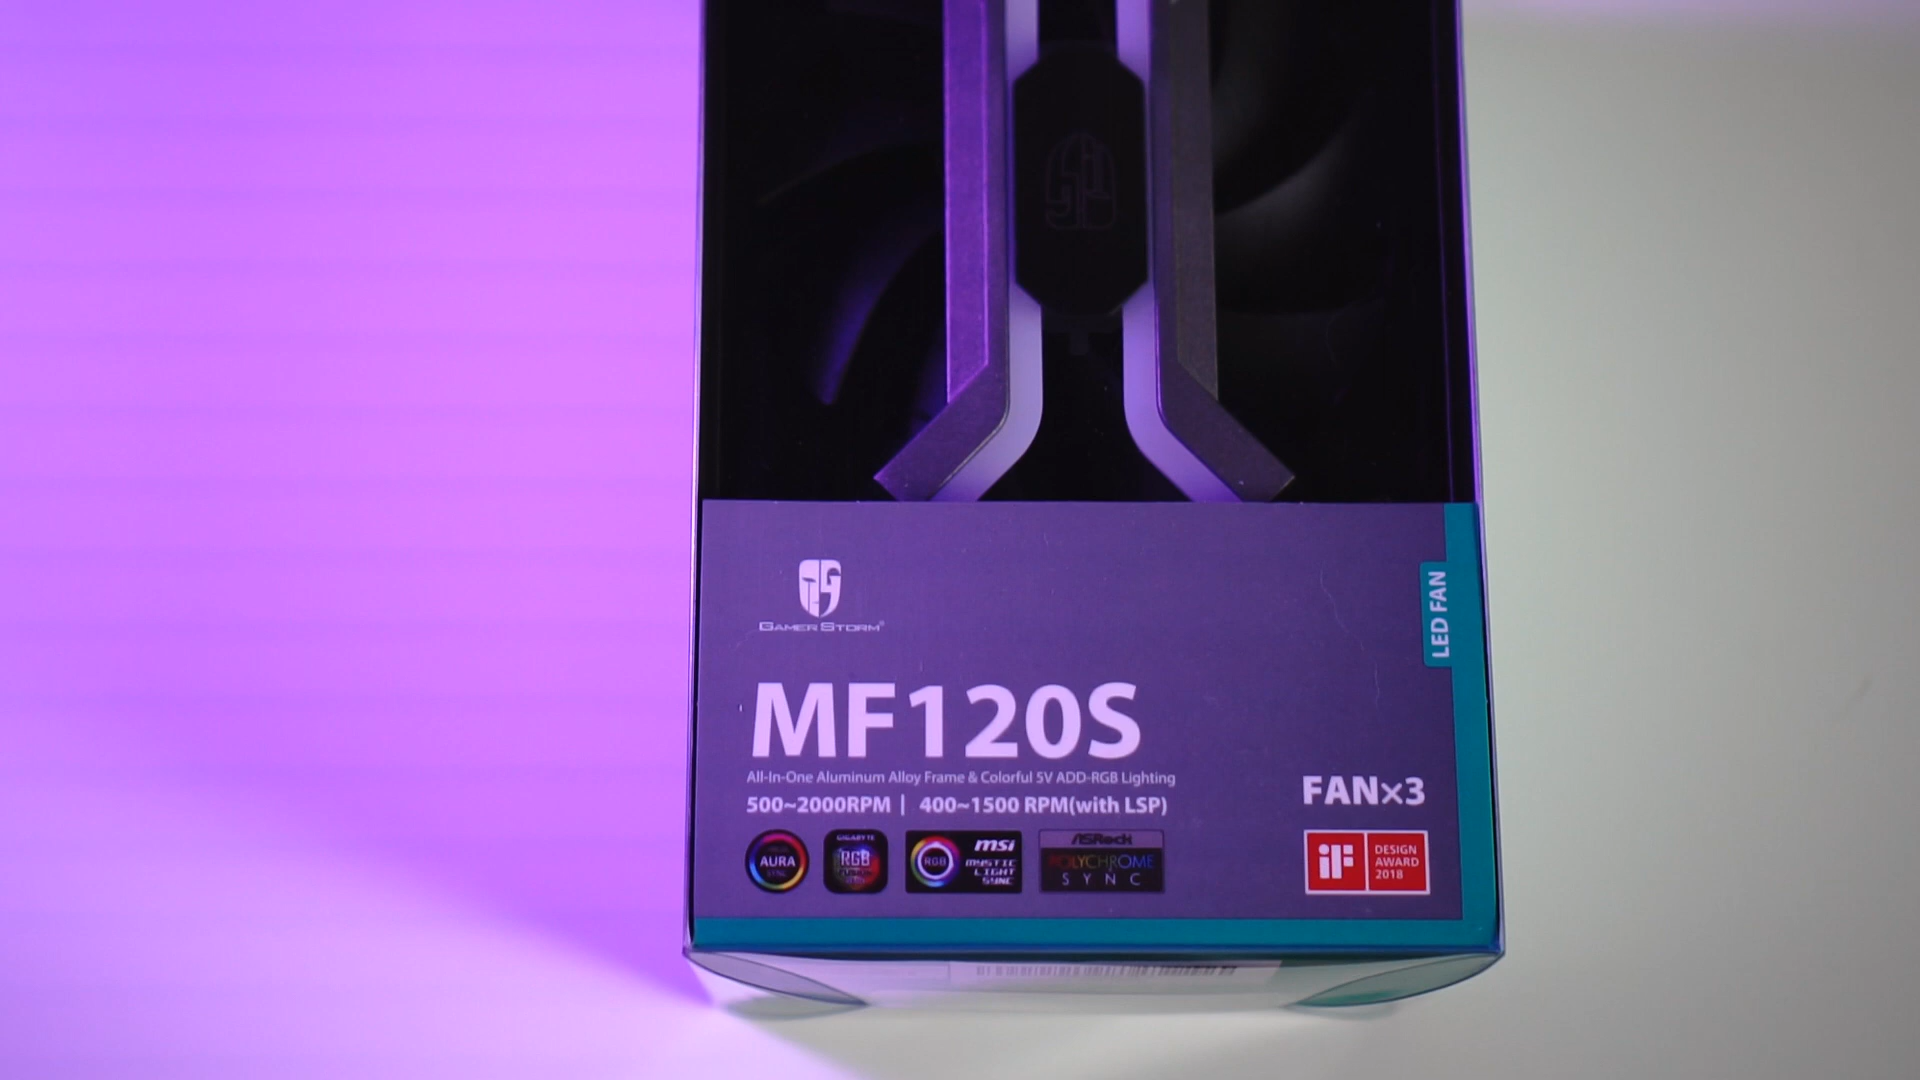 GAMER STORM®
LED FAN
MF120S
All-In-One Aluminum Alloy Frame & Colorful 5V ADD-RGB Lighting
500~2000RPM | 400~1500 RPM(with LSP)
FAN×3
AURA
SYNC
GIGABYTE
RGB
FUSION
RGB
msi
MYSTIC
LIGHT
SYNC
ASRock
POLYCHROME
SYNC
iF
DESIGN
AWARD
2018